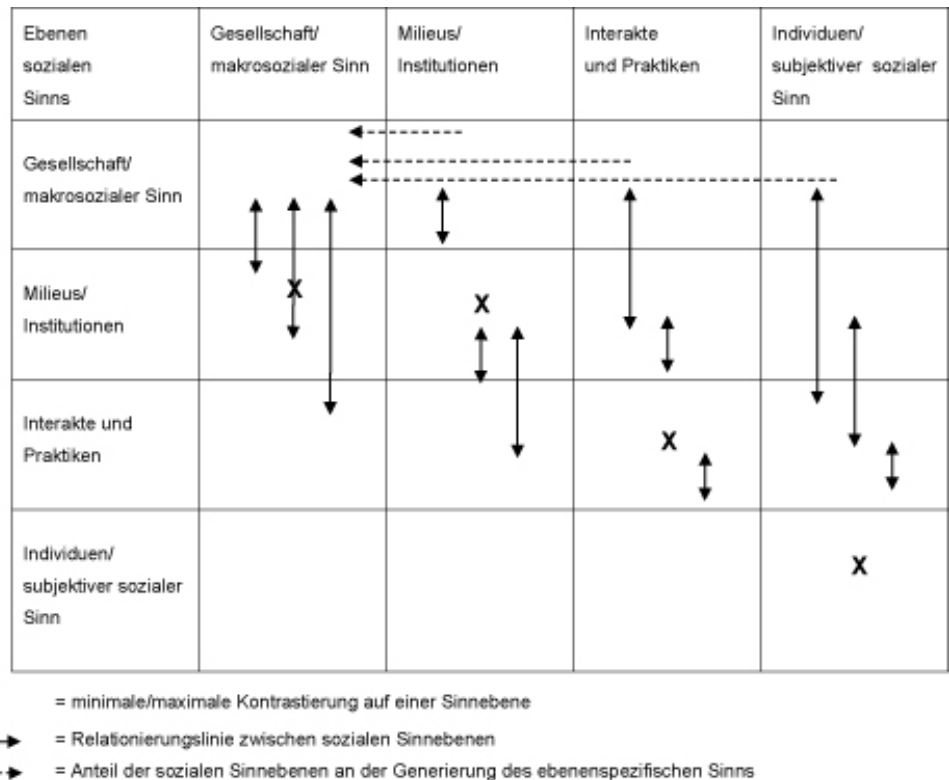 Ebenen
sozialen
Sinns
Gesellschaft/
makrosozialer Sinn
Milieus/
Institutionen
Interakte
und Praktiken
Individuen/
subjektiver sozialer
Sinn
Gesellschaft/
makrosozialer Sinn
Milieus/
Institutionen
X
X
Interakte und
Praktiken
X
Individuen/
subjektiver sozialer
Sinn
X
= minimale/maximale Kontrastierung auf einer Sinnebene
= Relationierungslinie zwischen sozialen Sinnebenen
= Anteil der sozialen Sinnebenen an der Generierung des ebenenspezifischen Sinns